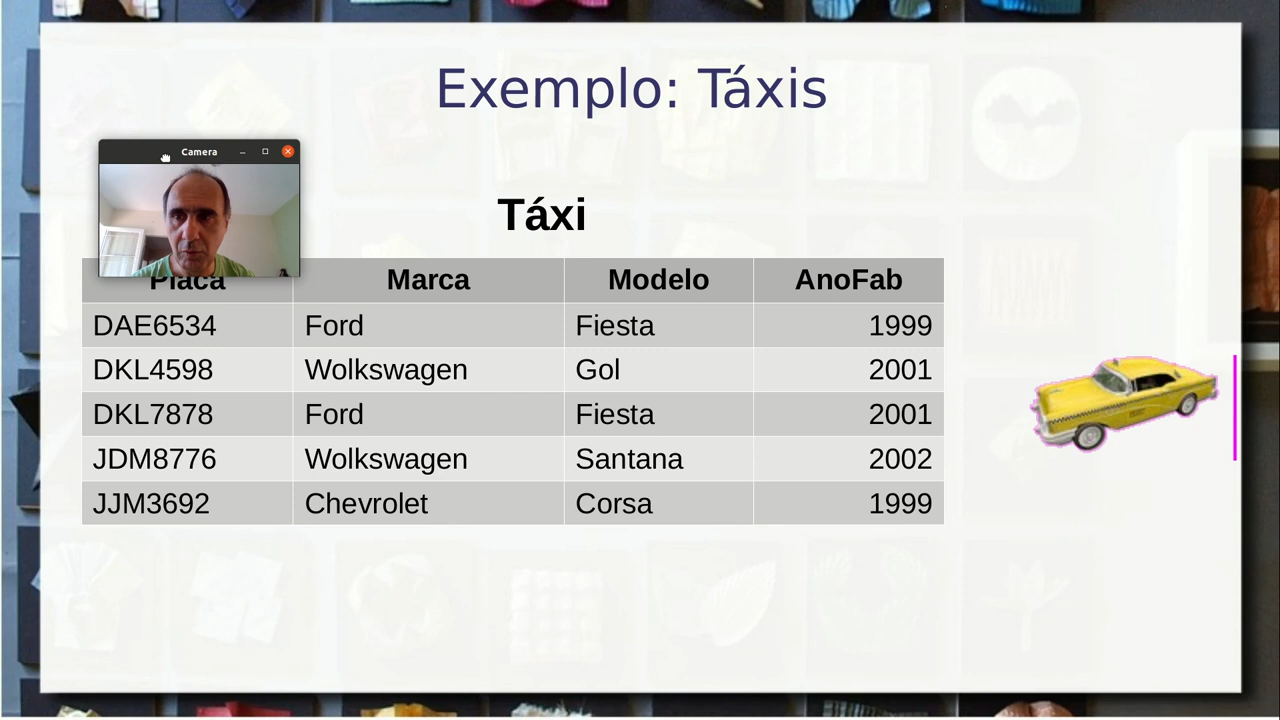 Exemplo: Táxis
Camera
Táxi
Placa Marca Modelo AnoFab
DAE6534 Ford Fiesta 1999
DKL4598 Wolkswagen Gol 2001
DKL7878 Ford Fiesta 2001
JDM8776 Wolkswagen Santana 2002
JJM3692 Chevrolet Corsa 1999